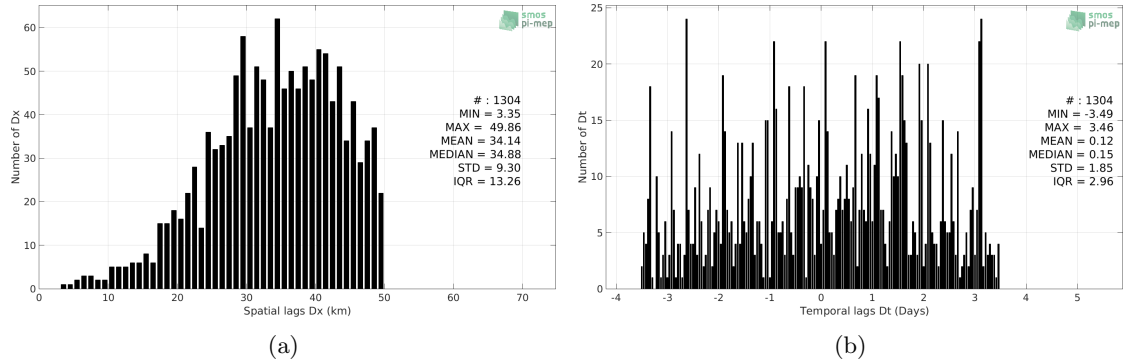 smos
pi-mep
65
60
50
40
30
20
10
0
Number of Dx
# : 1304
MIN = 3.35
MAX = 49.86
MEAN = 34.14
MEDIAN = 34.88
STD = 9.30
IQR = 13.26
0 10 20 30 40 50 60 70
Spatial lags Dx (km)
(a)
smos
pi-mep
25
20
15
10
5
0
Number of Dt
# : 1304
MIN = -3.49
MAX = 3.46
MEAN = 0.12
MEDIAN = 0.15
STD = 1.85
IQR = 2.96
-4 -3 -2 -1 0 1 2 3 4 5
Temporal lags Dt (Days)
(b)